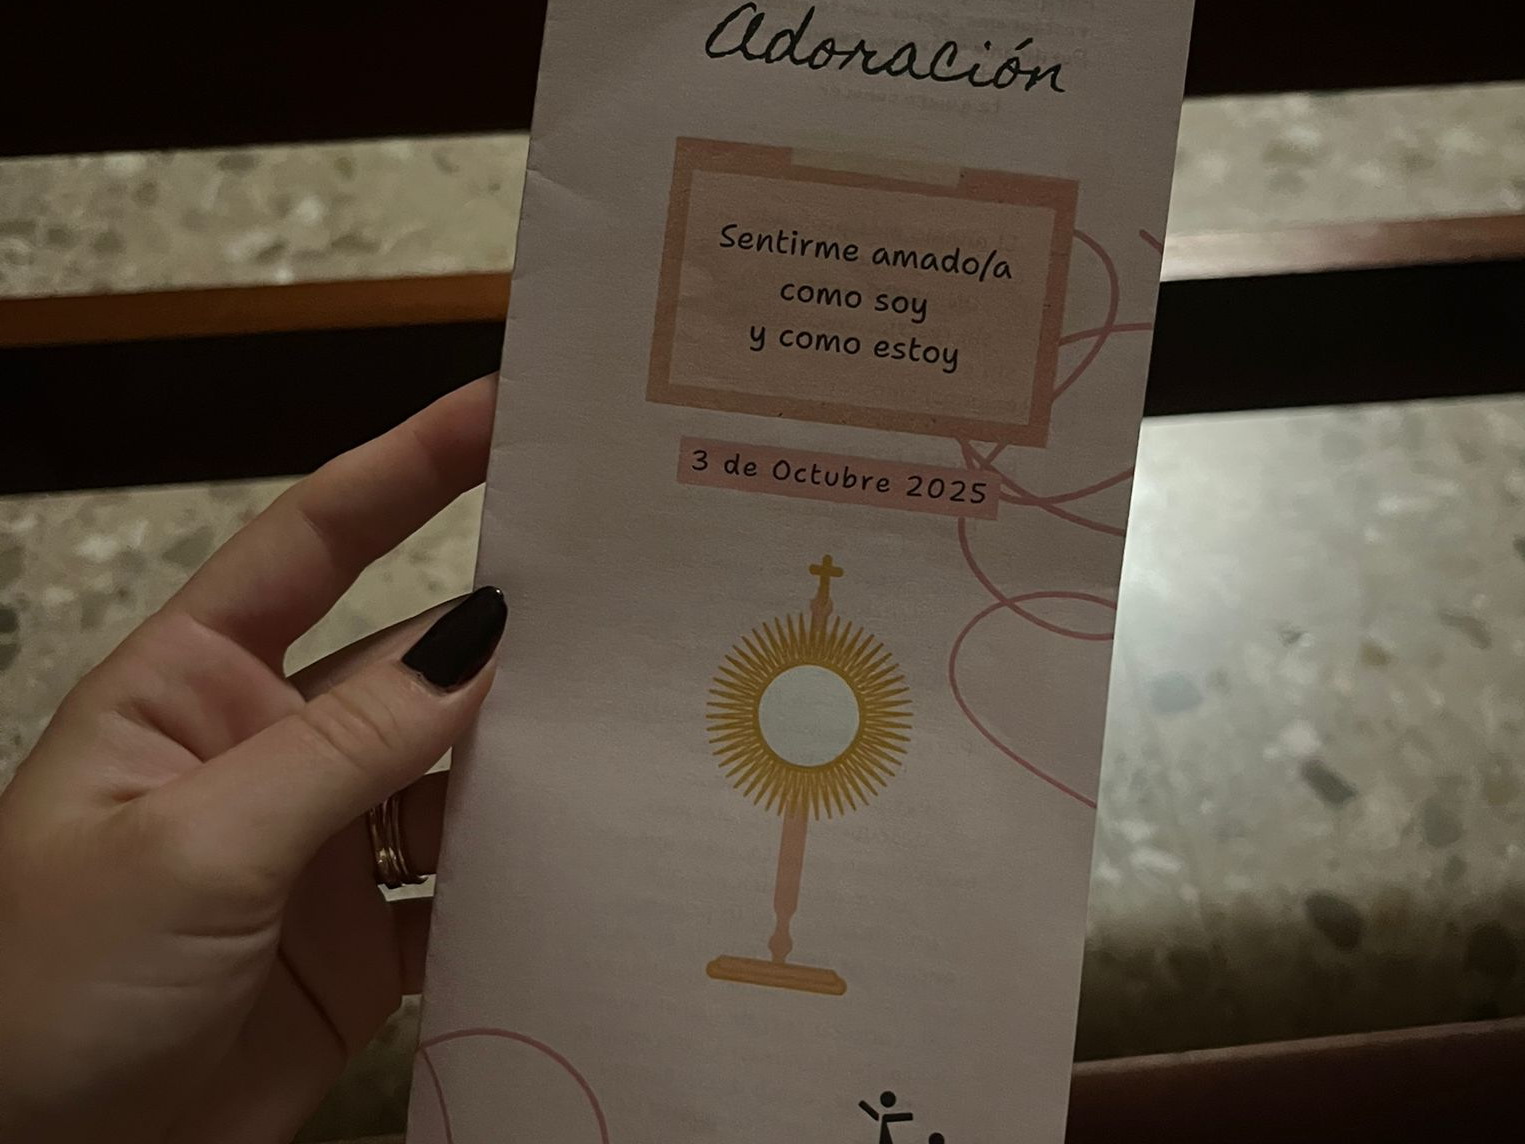 Adoración
Sentirme amado/a
como soy
y como estoy
3 de Octubre 2025